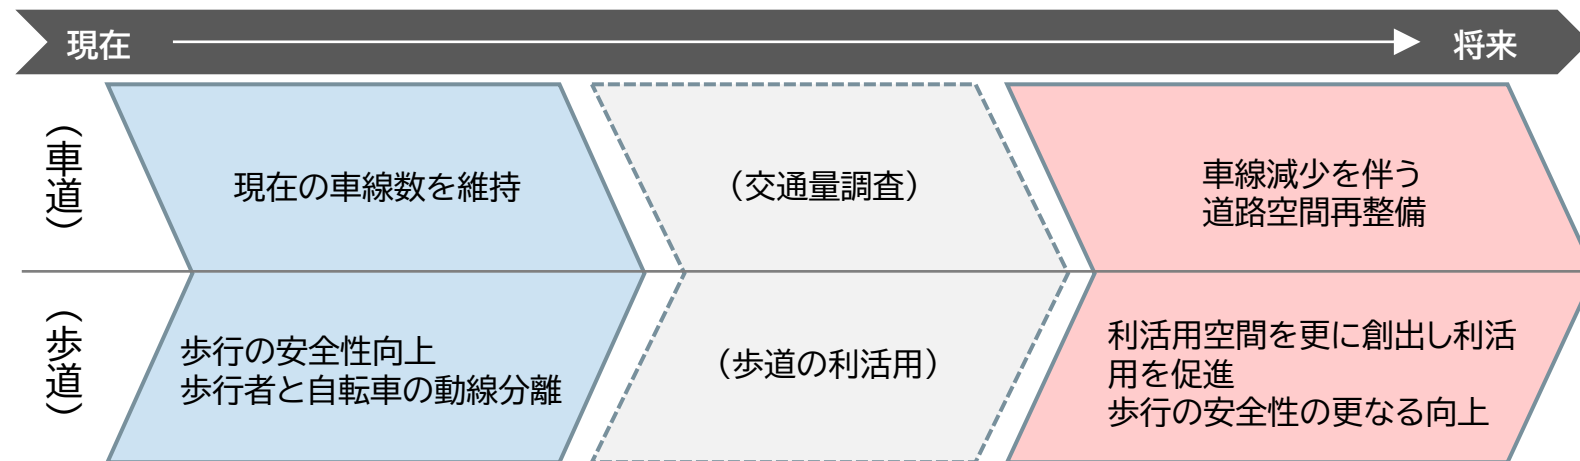 現在
将来
（車道）
現在の車線数を維持
（交通量調査）
車線減少を伴う
道路空間再整備
（歩道）
歩行の安全性向上
歩行者と自転車の動線分離
（歩道の利活用）
利活用空間を更に創出し利活
用を促進
歩行の安全性の更なる向上